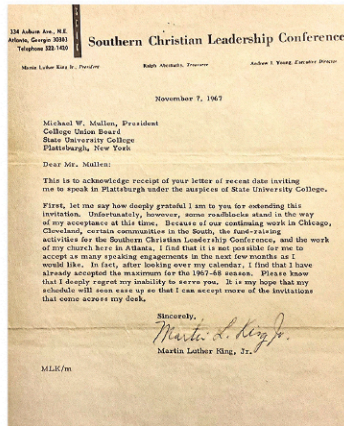 334 Auburn Ave., N.E.
Atlanta, Georgia 30303
Telephone 522-1420
Southern Christian Leadership Conference
Martin Luther King Jr., President
Ralph Abernathy, Treasurer
Andrew J. Young, Executive Director
November 7, 1967
Michael W. Mullen, President
College Union Board
State University College
Plattsburgh, New York
Dear Mr. Mullen:
This is to acknowledge receipt of your letter of recent date inviting
me to speak in Plattsburgh under the auspices of State University College.
First, let me say how deeply grateful I am to you for extending this
invitation. Unfortunately, however, some roadblocks stand in the way
of my acceptance at this time. Because of our continuing work in Chicago,
Cleveland, certain communities in the South, the fund-raising
activities for the Southern Christian Leadership Conference, and the work
of my church here in Atlanta, I find that it is not possible for me to
accept as many speaking engagements in the next few months as I
would like. In fact, after looking over my calendar, I find that I have
already accepted the maximum for the 1967-68 season. Please know
that I deeply regret my inability to serve you. It is my hope that my
schedule will soon ease up so that I can accept more of the invitations
that come across my desk.
Sincerely,
Martin L. King Jr.
Martin Luther King, Jr.
MLK/m